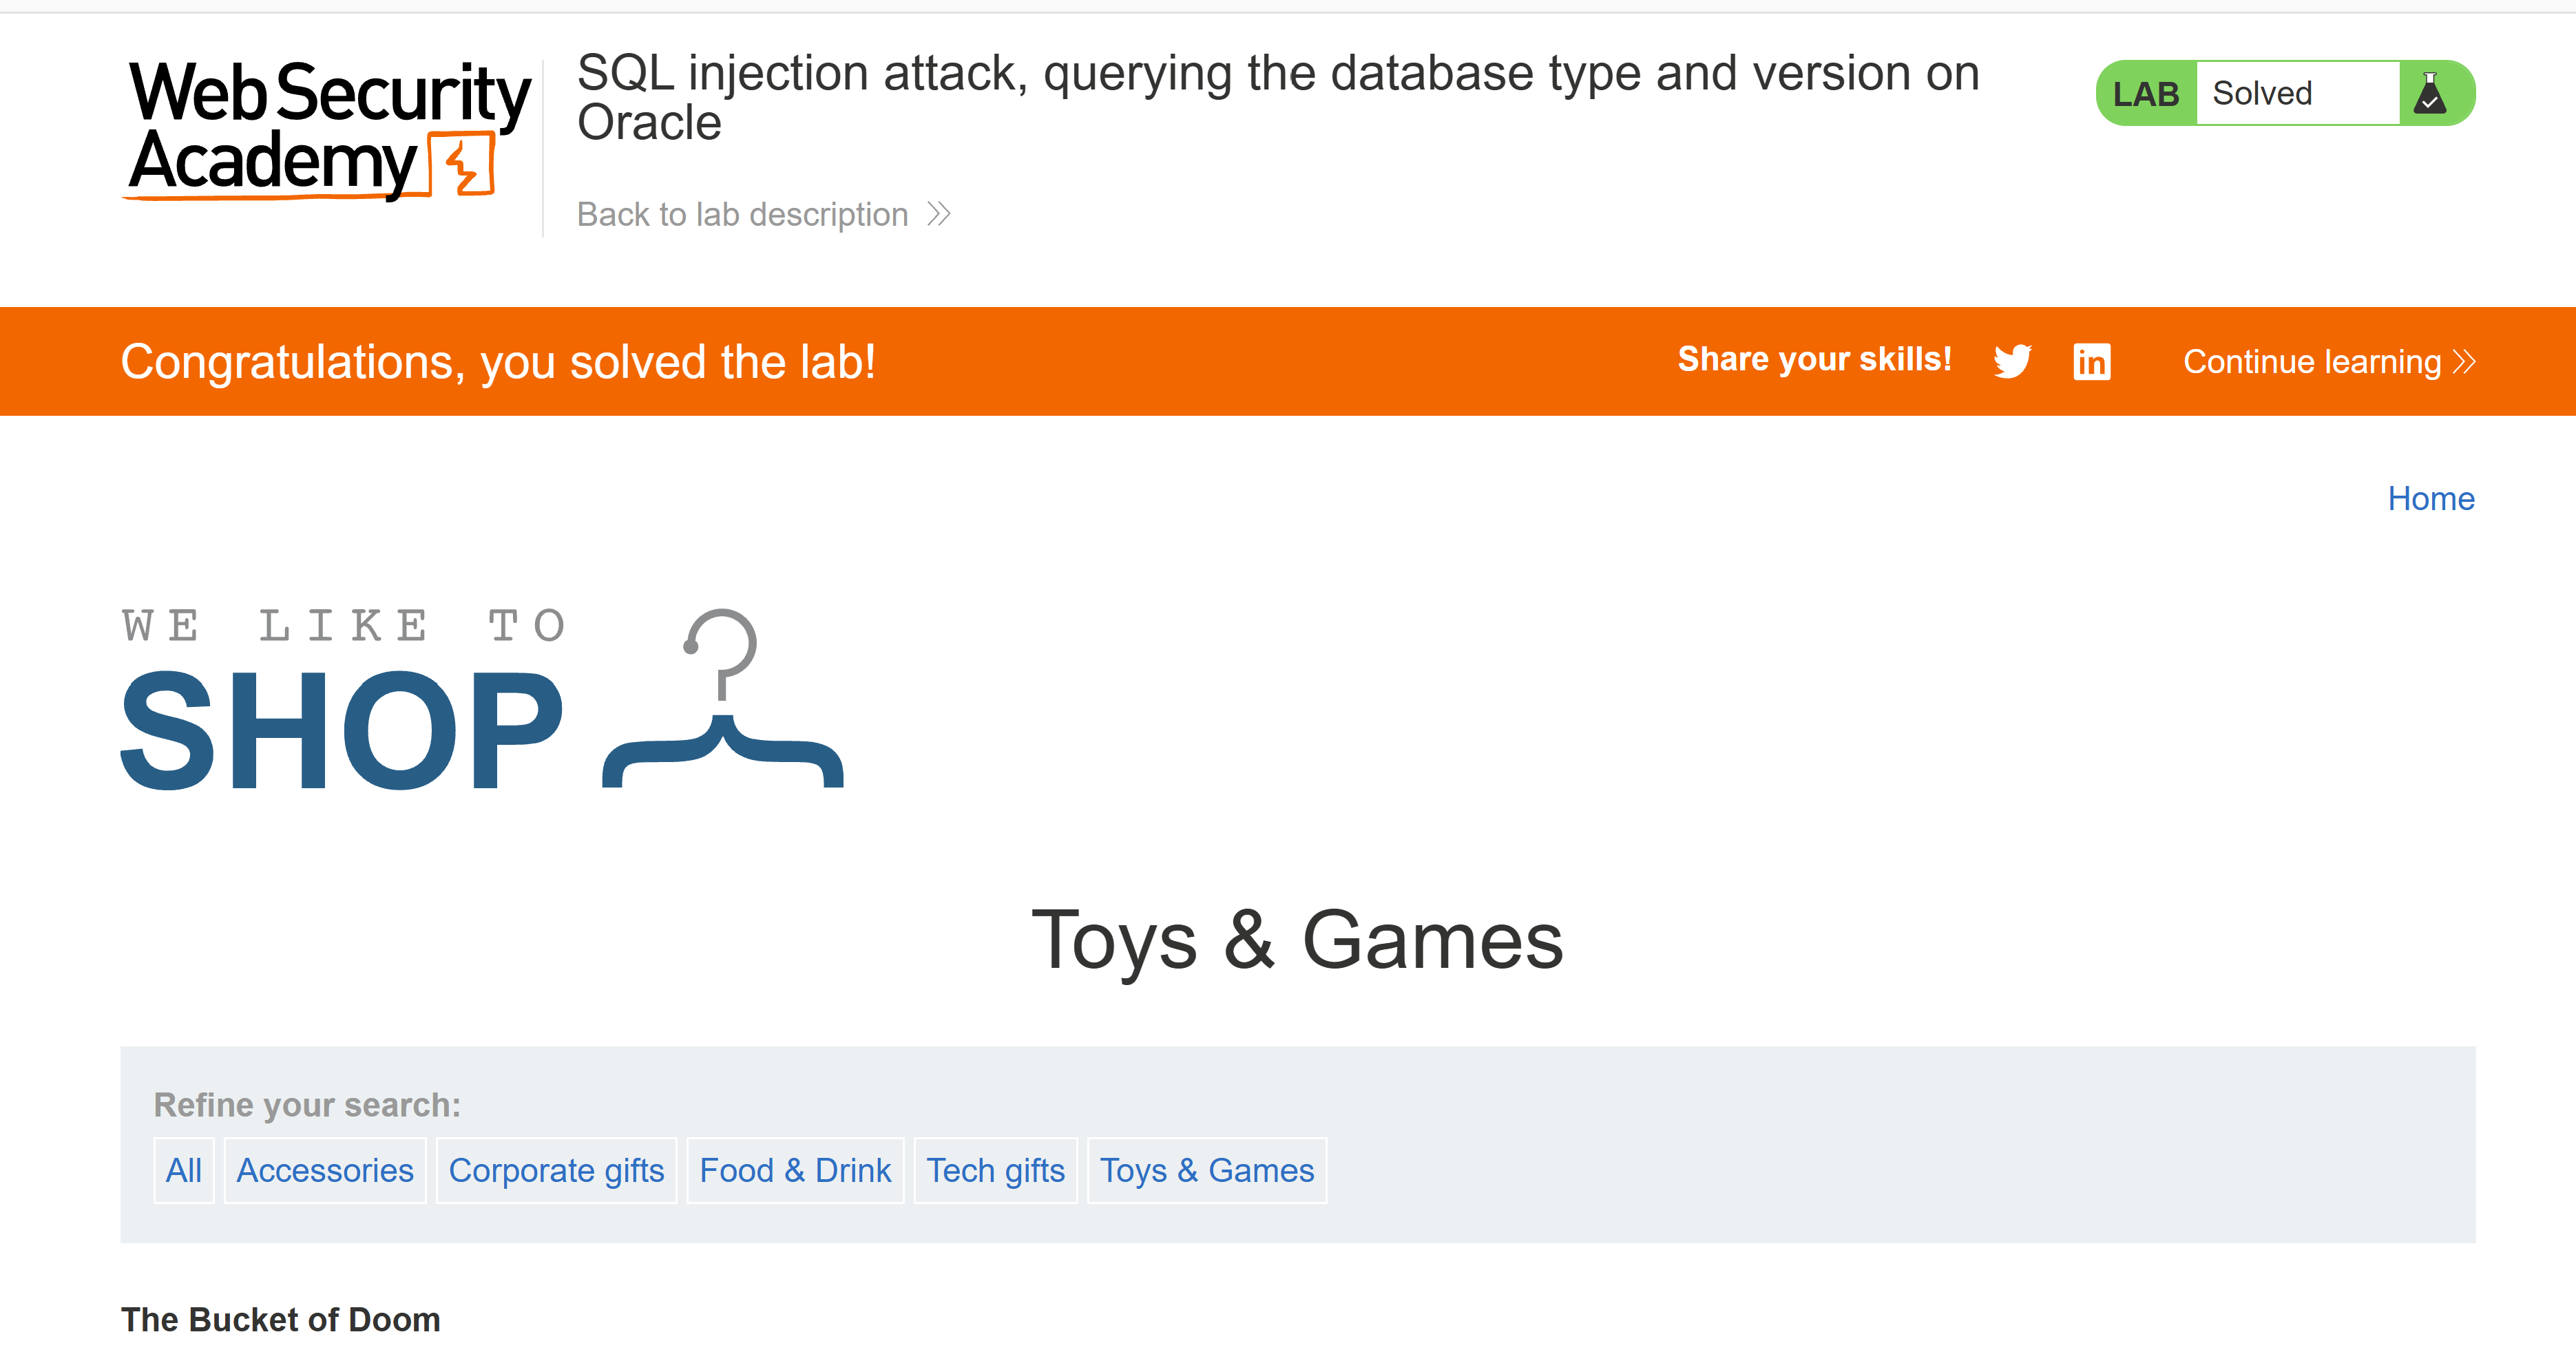 Web Security
Academy
SQL injection attack, querying the database type and version on
Oracle
Back to lab description
LAB Solved
Congratulations, you solved the lab!
Share your skills!
in
Continue learning
Home
WE LIKE TO
SHOP
Toys & Games
Refine your search:
All Accessories Corporate gifts Food & Drink Tech gifts Toys & Games
The Bucket of Doom